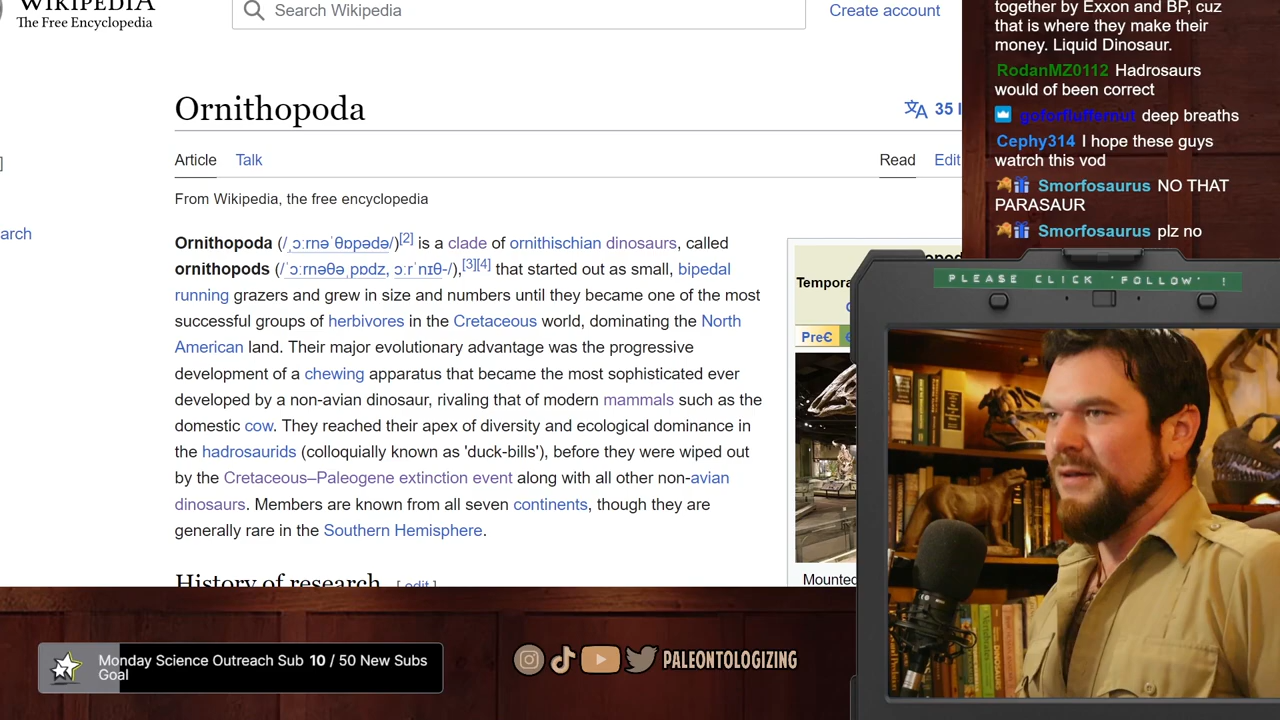 WIKIPEDIA
The Free Encyclopedia
Search Wikipedia
Create account
Ornithopoda
35
Article Talk
Read Edit
From Wikipedia, the free encyclopedia
arch
Ornithopoda (/ˌɔːrnəˈθɒpədə/)[2] is a clade of ornithischian dinosaurs, called
ornithopods (/ˈɔːrnəθəˌpɒdz, ɔːrˈnɪθ-/),[3][4] that started out as small, bipedal
running grazers and grew in size and numbers until they became one of the most
successful groups of herbivores in the Cretaceous world, dominating the North
American land. Their major evolutionary advantage was the progressive
development of a chewing apparatus that became the most sophisticated ever
developed by a non-avian dinosaur, rivaling that of modern mammals such as the
domestic cow. They reached their apex of diversity and ecological dominance in
the hadrosaurids (colloquially known as 'duck-bills'), before they were wiped out
by the Cretaceous–Paleogene extinction event along with all other non-avian
dinosaurs. Members are known from all seven continents, though they are
generally rare in the Southern Hemisphere.
History of research [ edit ]
Tempora
PreЄ
Mounted
together by Exxon and BP, cuz
that is where they make their
money. Liquid Dinosaur.
RodanMZ0112 Hadrosaurs
would of been correct
goforfluffernut deep breaths
Cephy314 I hope these guys
watrch this vod
Smorfosaurus NO THAT
PARASAUR
Smorfosaurus plz no
PLEASE CLICK 'FOLLOW' !
Monday Science Outreach Sub 10 / 50 New Subs
Goal
PALEONTOLOGIZING